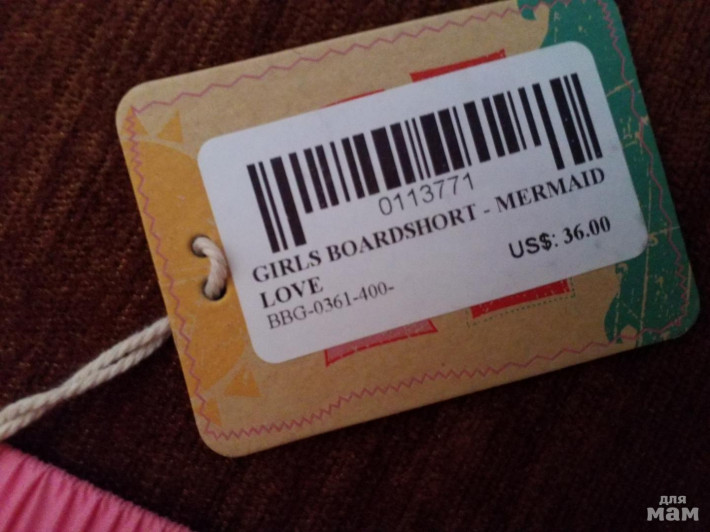 0113771
GIRLS BOARDSHORT - MERMAID
LOVE
US$: 36.00
BBG-0361-400-
для
мам